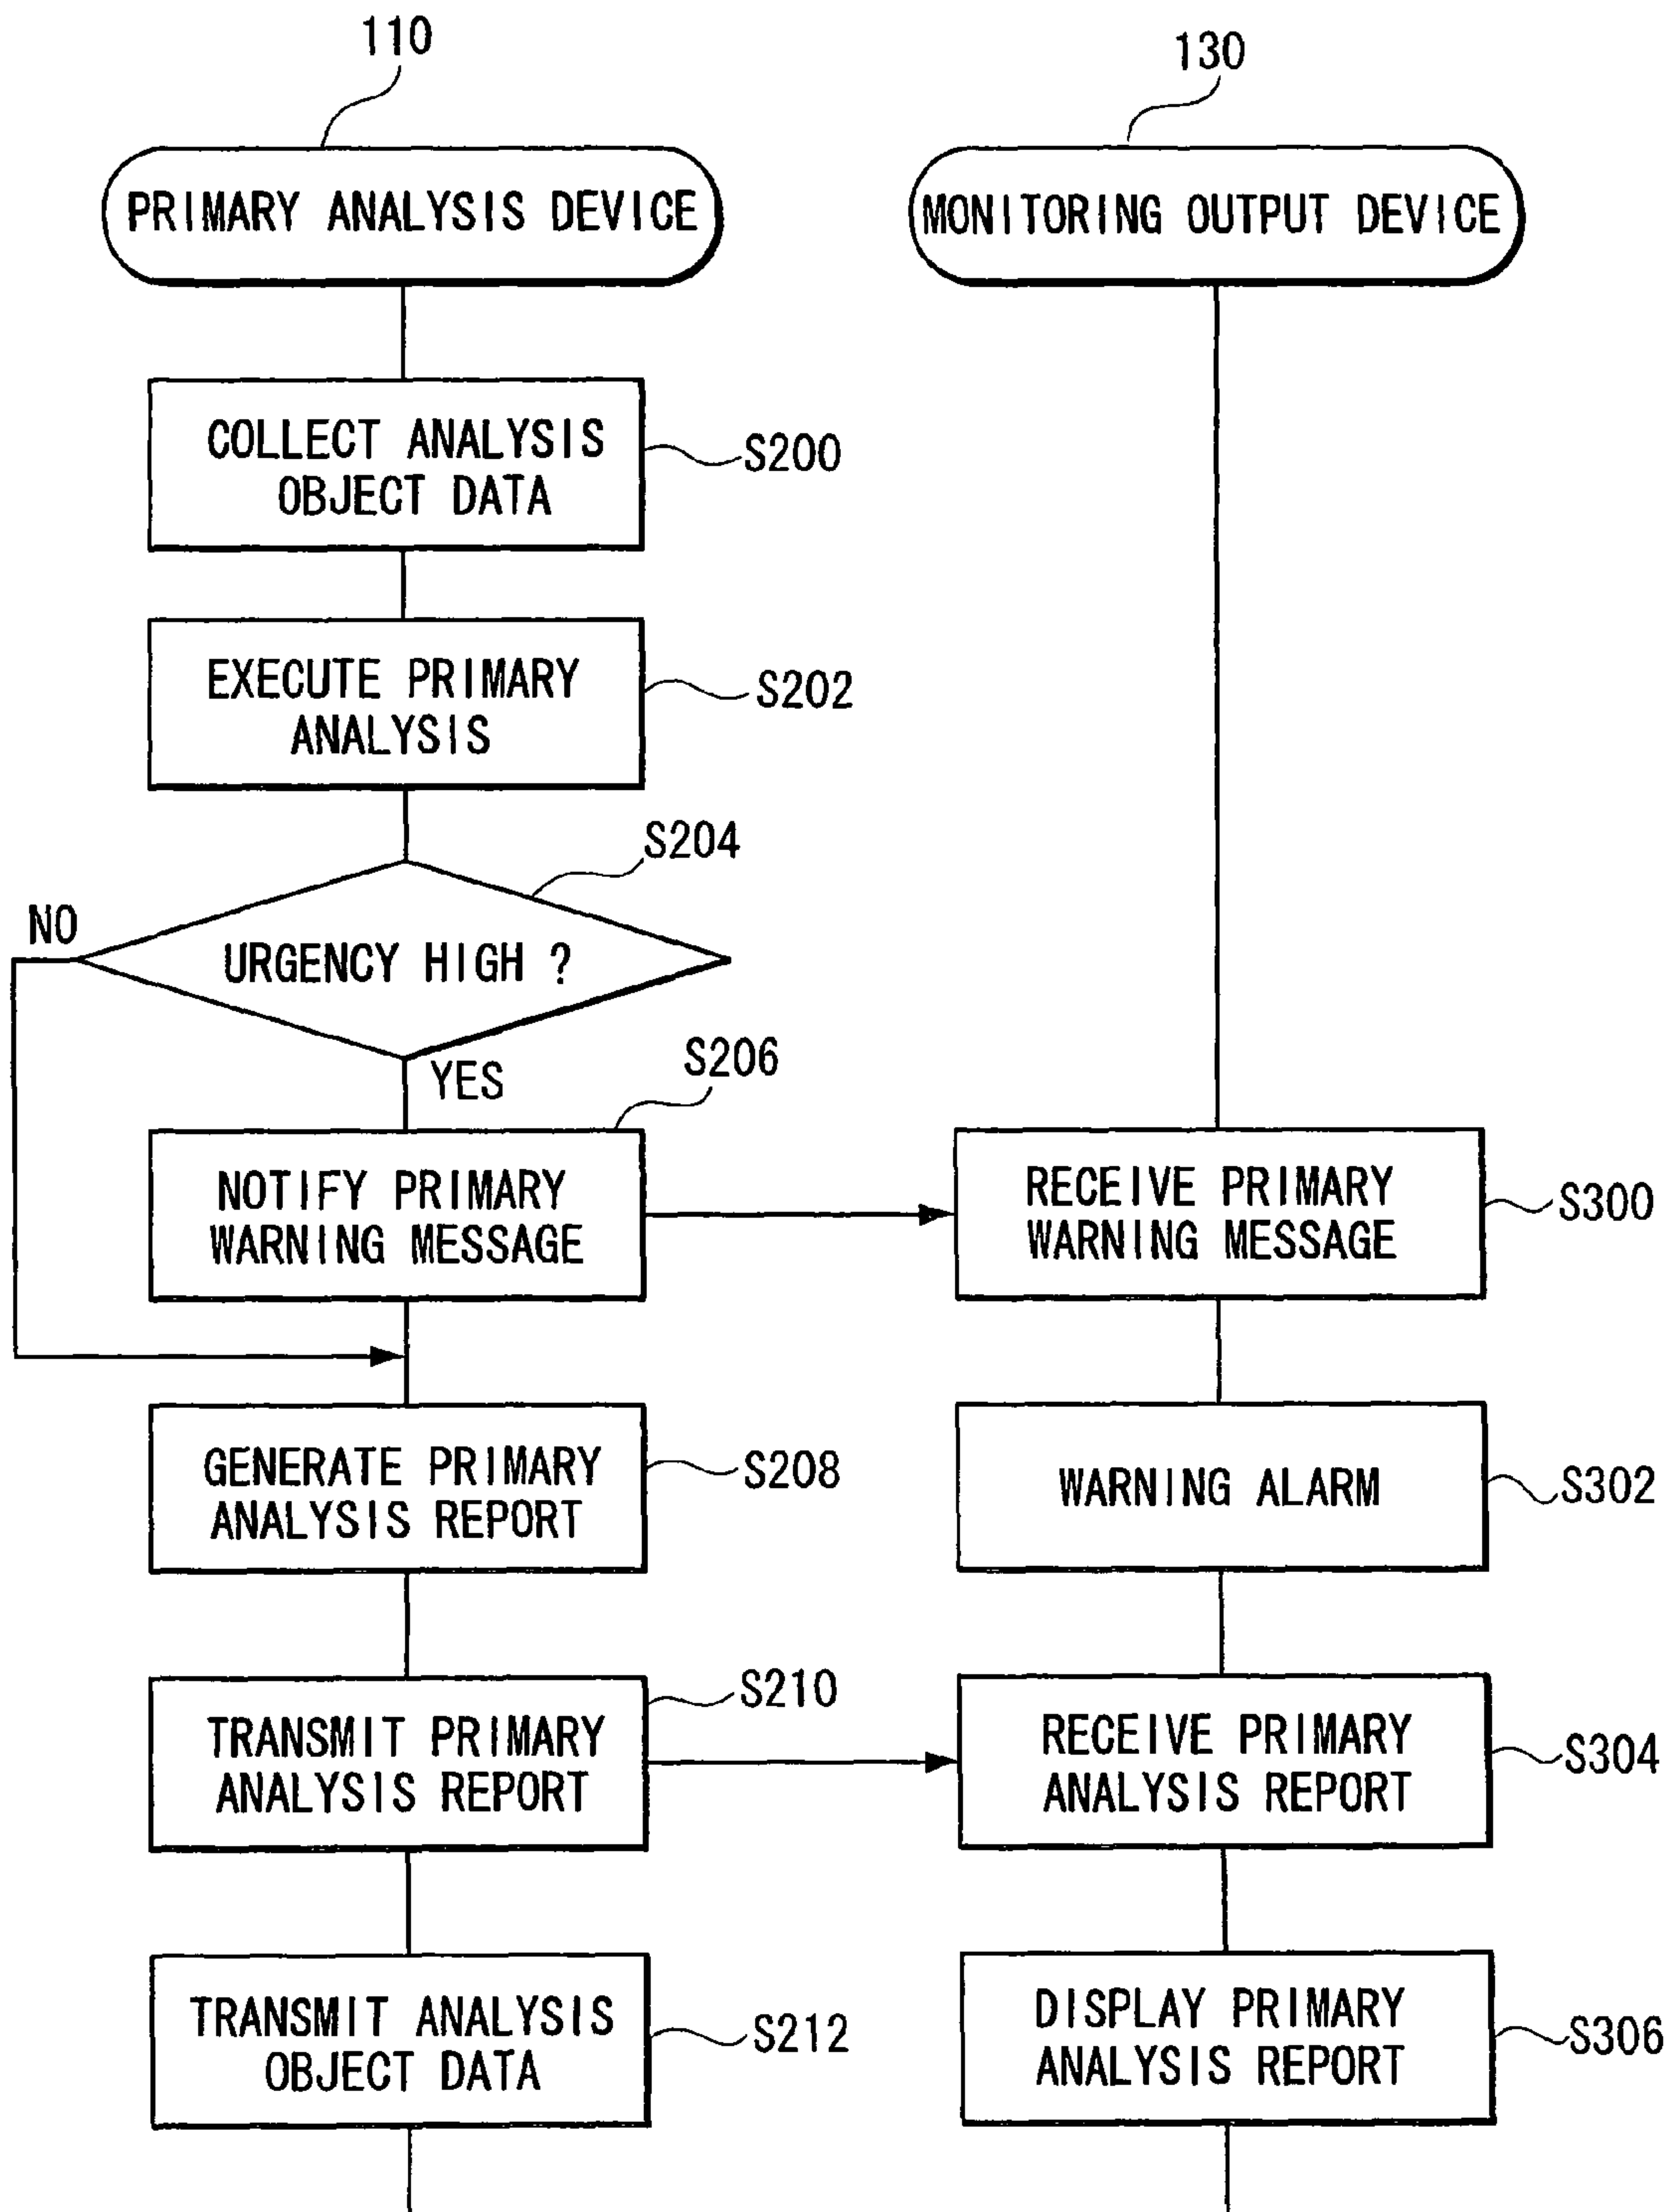 110
130
PRIMARY ANALYSIS DEVICE
MONITORING OUTPUT DEVICE
COLLECT ANALYSIS
OBJECT DATA
S200
EXECUTE PRIMARY
ANALYSIS
S202
S204
NO
URGENCY HIGH ?
YES
S206
NOTIFY PRIMARY
WARNING MESSAGE
RECEIVE PRIMARY
WARNING MESSAGE
S300
GENERATE PRIMARY
ANALYSIS REPORT
S208
WARNING ALARM
S302
TRANSMIT PRIMARY
ANALYSIS REPORT
S210
RECEIVE PRIMARY
ANALYSIS REPORT
S304
TRANSMIT ANALYSIS
OBJECT DATA
S212
DISPLAY PRIMARY
ANALYSIS REPORT
S306